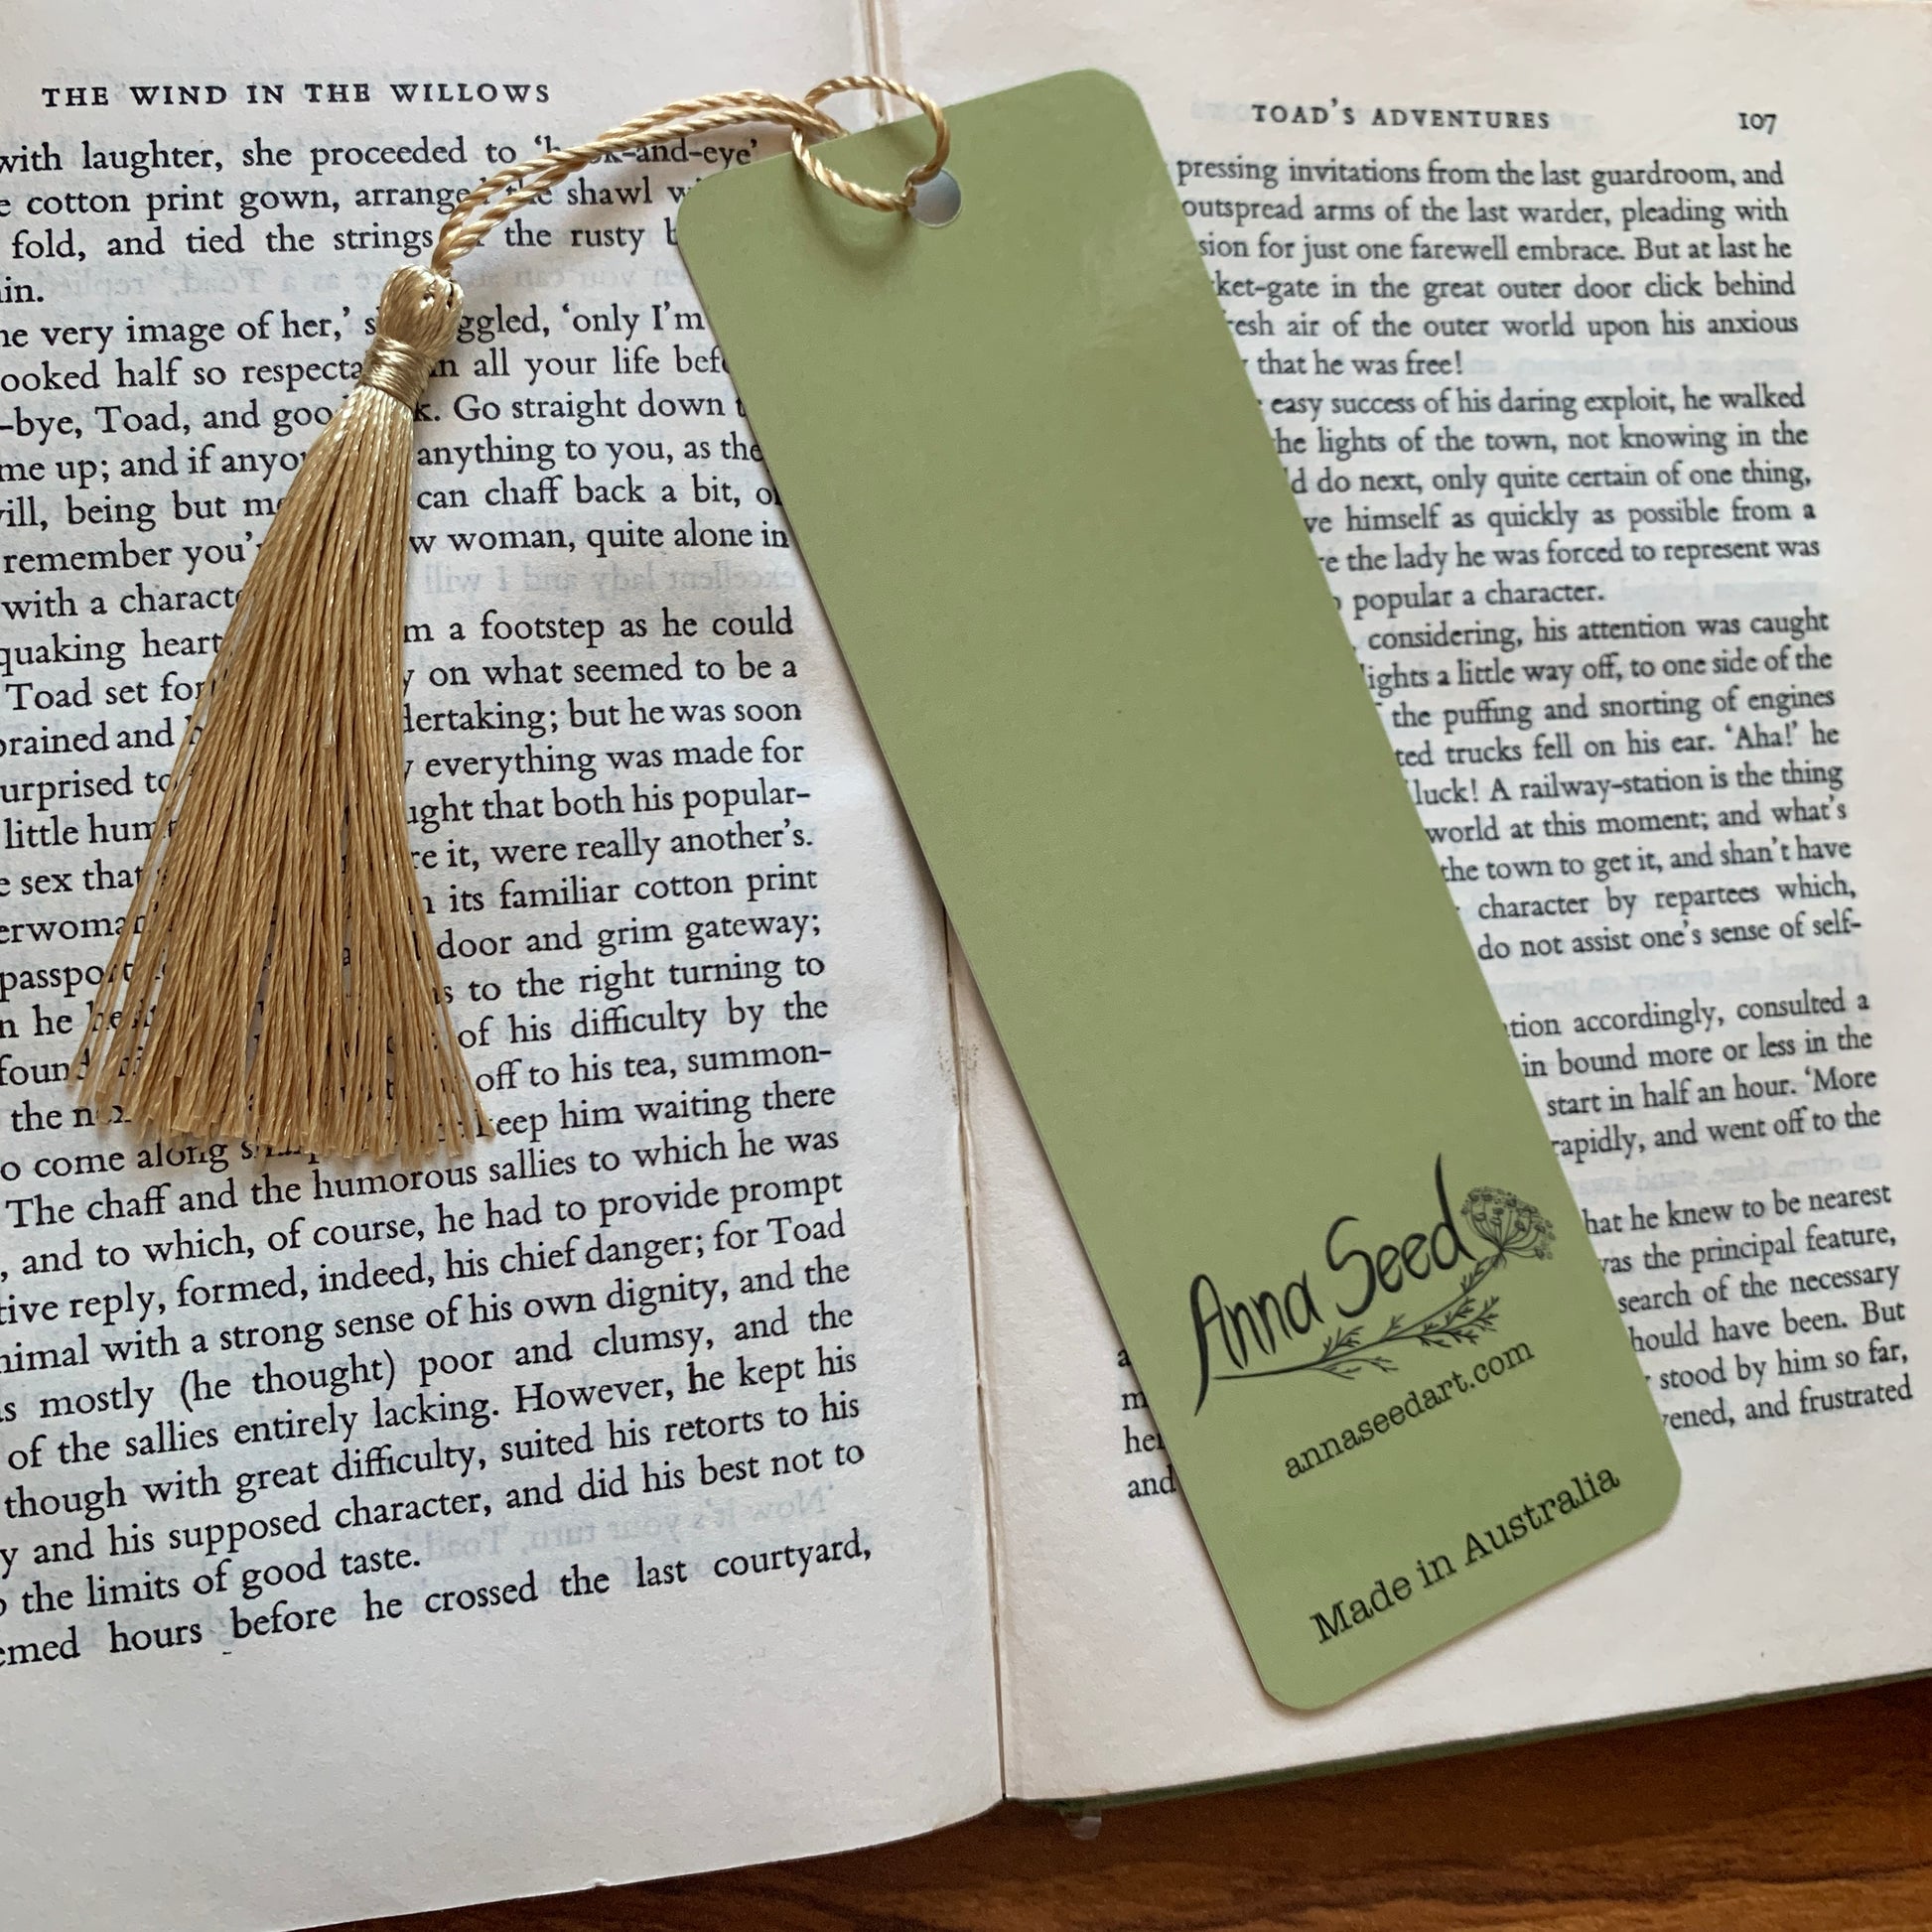 THE WIND IN THE WILLOWS
with laughter, she proceeded to and-eye'
cotton print gown, arrange the shawl
fold, and tied the strings the rusty
in.
very image of her,' 'only I'm
ooked half so respecta all your life
-bye, Toad, and goo . Go straight down
me up; and if anyo anything to you, as the
ill, being but can chaff back a bit,
remember you' woman, quite alone in
with a charact
quaking heart a footstep as he could
Toad set for on what seemed to be a
brained and dertaking; but he was soon
urprised to everything was made for
little hum ught that both his popular-
it, were really another's.
sex that its familiar cotton print
erwoman door and grim gateway;
passport to the right turning to
he of his difficulty by the
foun off to his tea, summon-
the keep him waiting there
o come along
The chaff and the humorous sallies to which he was
, and to which, of course, he had to provide prompt
tive reply, formed, indeed, his chief danger; for Toad
nimal with a strong sense of his own dignity, and the
s mostly (he thought) poor and clumsy, and the
of the sallies entirely lacking. However, he kept his
though with great difficulty, suited his retorts to his
y and his supposed character, and did his best not to
the limits of good taste.
emed hours before he crossed the last courtyard,
TOAD'S ADVENTURES 107
pressing invitations from the last guardroom, and
outspread arms of the last warder, pleading with
sion for just one farewell embrace. But at last he
ket-gate in the great outer door click behind
resh air of the outer world upon his anxious
that he was free!
easy success of his daring exploit, he walked
he lights of the town, not knowing in the
d do next, only quite certain of one thing,
ve himself as quickly as possible from a
e the lady he was forced to represent was
popular a character.
considering, his attention was caught
ights a little way off, to one side of the
the puffing and snorting of engines
ted trucks fell on his ear. 'Aha!' he
luck! A railway-station is the thing
world at this moment; and what's
the town to get it, and shan't have
character by repartees which,
do not assist one's sense of self-
tion accordingly, consulted a
in bound more or less in the
start in half an hour. 'More
rapidly, and went off to the
hat he knew to be nearest
was the principal feature,
search of the necessary
hould have been. But
stood by him so far,
vened, and frustrated
and
Anna Seed
annaseedart.com
Made in Australia